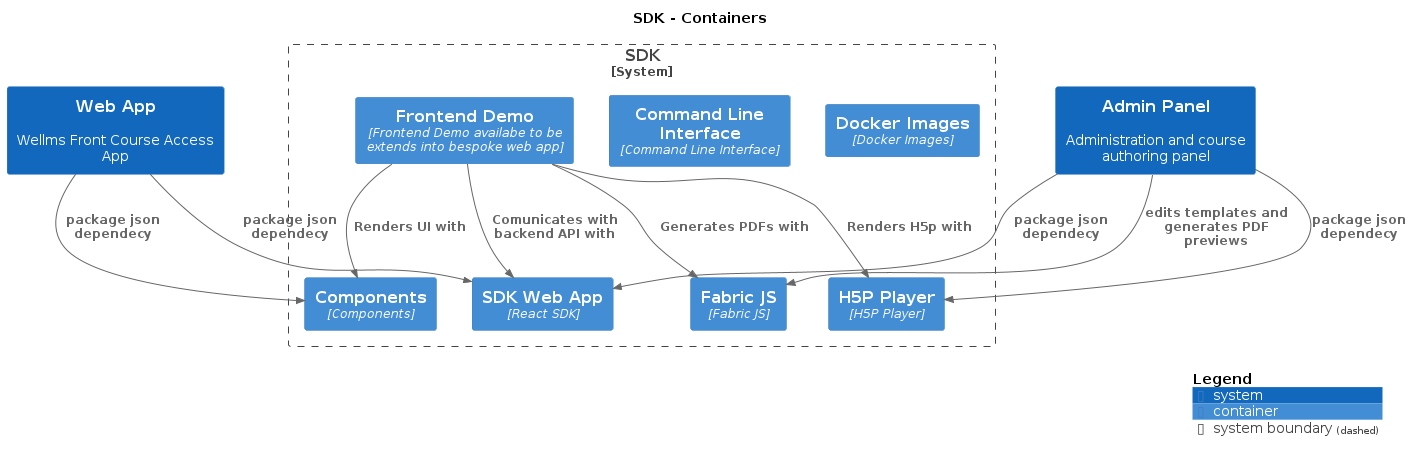 SDK - Containers
SDK
[System]
Web App
Wellms Front Course Access
App
Frontend Demo
[Frontend Demo availabe to be
extends into bespoke web app]
Command Line
Interface
[Command Line Interface]
Docker Images
[Docker Images]
Admin Panel
Administration and course
authoring panel
package json
dependecy
package json
dependecy
Renders UI with
Comunicates with
backend API with
Generates PDFs with
Renders H5p with
package json
dependecy
edits templates and
generates PDF
previews
package json
dependecy
Components
[Components]
SDK Web App
[React SDK]
Fabric JS
[Fabric JS]
H5P Player
[H5P Player]
Legend
system
container
system boundary (dashed)